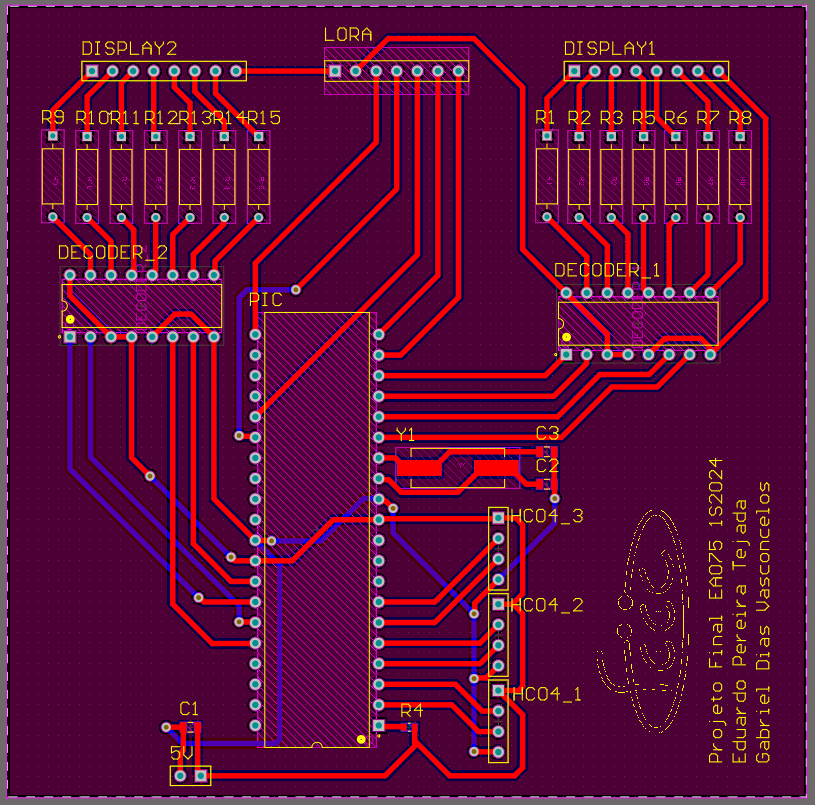 DISPLAY2
LORA
DISPLAY1
R9
R10
R11
R12
R13
R14
R15
R1
R2
R3
R5
R6
R7
R8
DECODER_2
DECODER_1
PIC
Y1
C3
C2
HC04_3
HC04_2
HC04_1
C1
R4
5V
Projeto Final EA075 1S2024
Eduardo Pereira Tejada
Gabriel Dias Vasconcelos